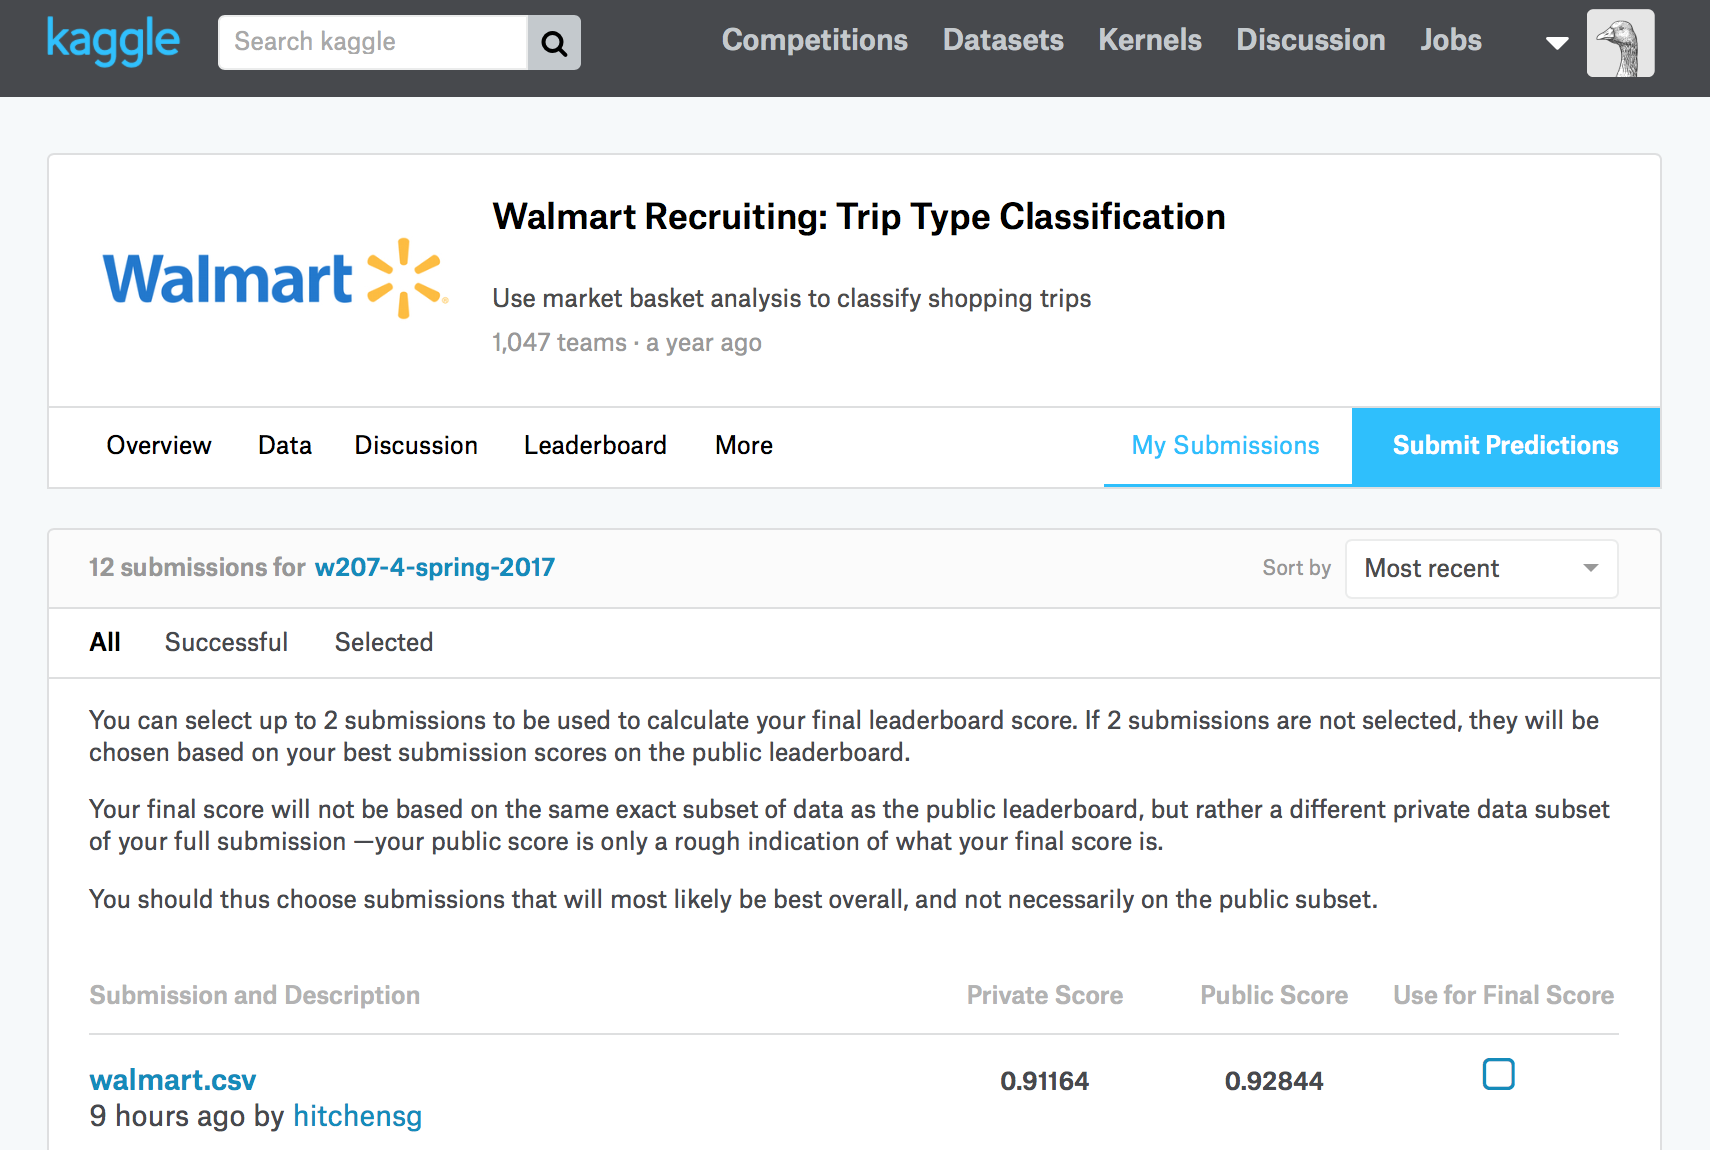 kaggle
Search kaggle
Competitions Datasets Kernels Discussion Jobs
Walmart
Walmart Recruiting: Trip Type Classification
Use market basket analysis to classify shopping trips
1,047 teams · a year ago
Overview Data Discussion Leaderboard More My Submissions Submit Predictions
12 submissions for w207-4-spring-2017 Sort by Most recent
All Successful Selected
You can select up to 2 submissions to be used to calculate your final leaderboard score. If 2 submissions are not selected, they will be
chosen based on your best submission scores on the public leaderboard.
Your final score will not be based on the same exact subset of data as the public leaderboard, but rather a different private data subset
of your full submission —your public score is only a rough indication of what your final score is.
You should thus choose submissions that will most likely be best overall, and not necessarily on the public subset.
Submission and Description Private Score Public Score Use for Final Score
walmart.csv 0.91164 0.92844
9 hours ago by hitchensg